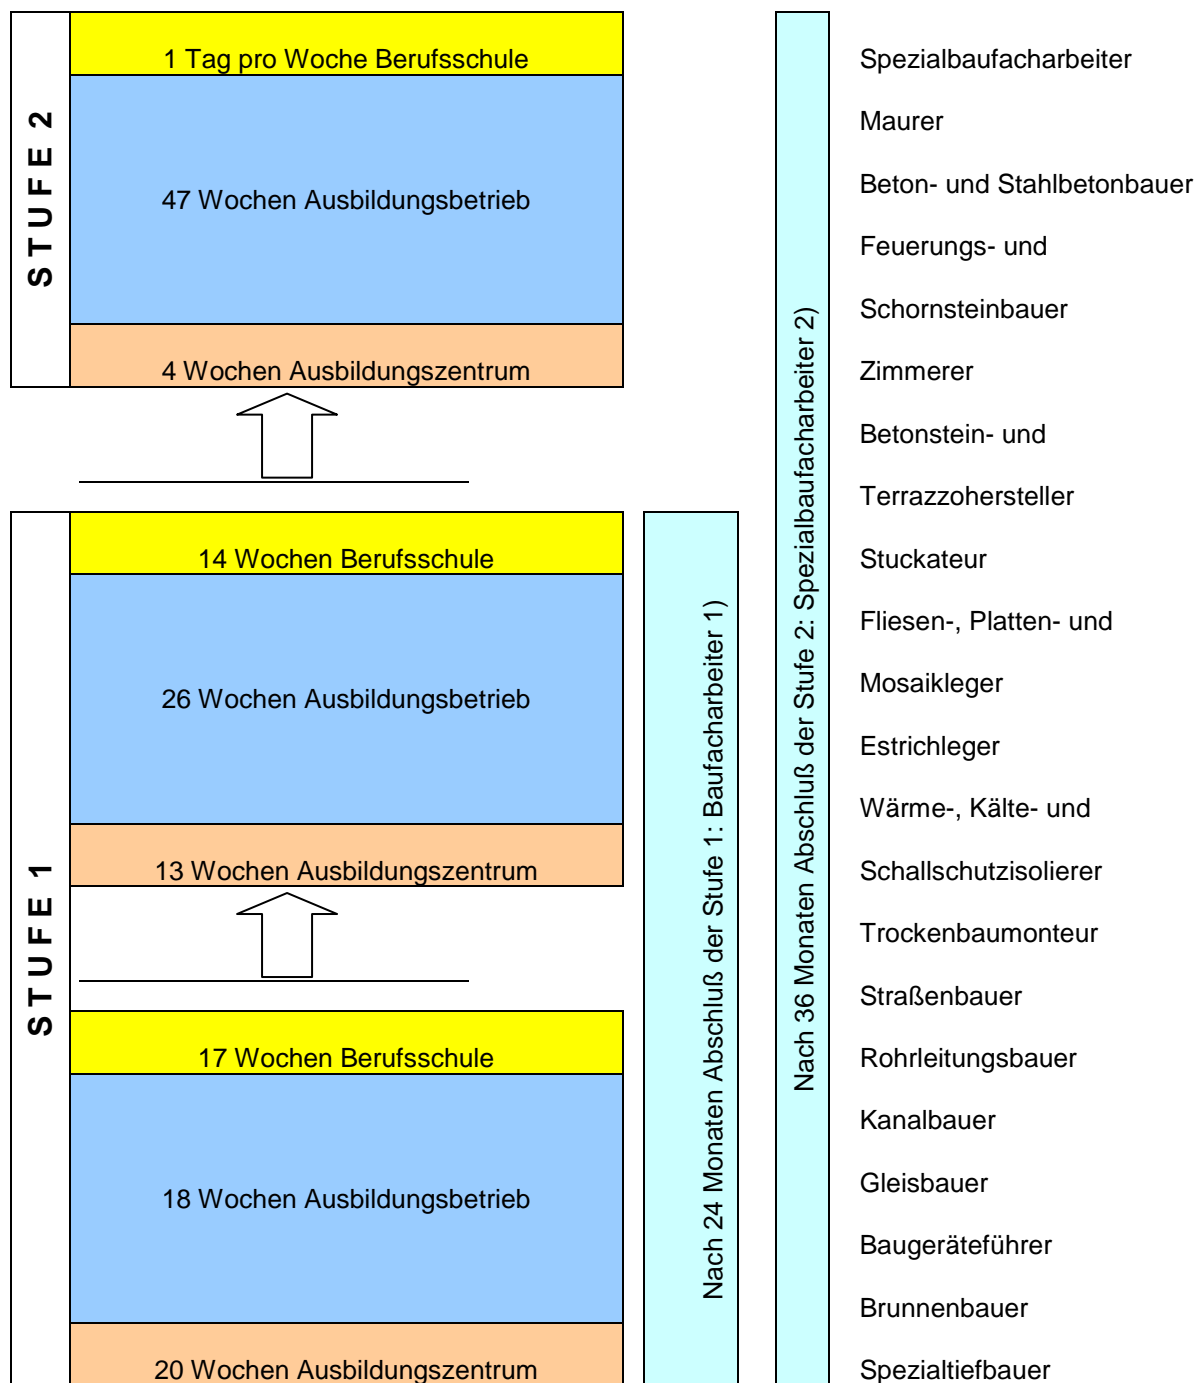 STUFE 2
1 Tag pro Woche Berufsschule
47 Wochen Ausbildungsbetrieb
4 Wochen Ausbildungszentrum
STUFE 1
14 Wochen Berufsschule
26 Wochen Ausbildungsbetrieb
13 Wochen Ausbildungszentrum
17 Wochen Berufsschule
18 Wochen Ausbildungsbetrieb
20 Wochen Ausbildungszentrum
Nach 24 Monaten Abschluß der Stufe 1: Baufacharbeiter 1)
Nach 36 Monaten Abschluß der Stufe 2: Spezialbaufacharbeiter 2)
Spezialbaufacharbeiter
Maurer
Beton- und Stahlbetonbauer
Feuerungs- und
Schornsteinbauer
Zimmerer
Betonstein- und
Terrazzohersteller
Stuckateur
Fliesen-, Platten- und
Mosaikleger
Estrichleger
Wärme-, Kälte- und
Schallschutzisolierer
Trockenbaumonteur
Straßenbauer
Rohrleitungsbauer
Kanalbauer
Gleisbauer
Baugeräteführer
Brunnenbauer
Spezialtiefbauer